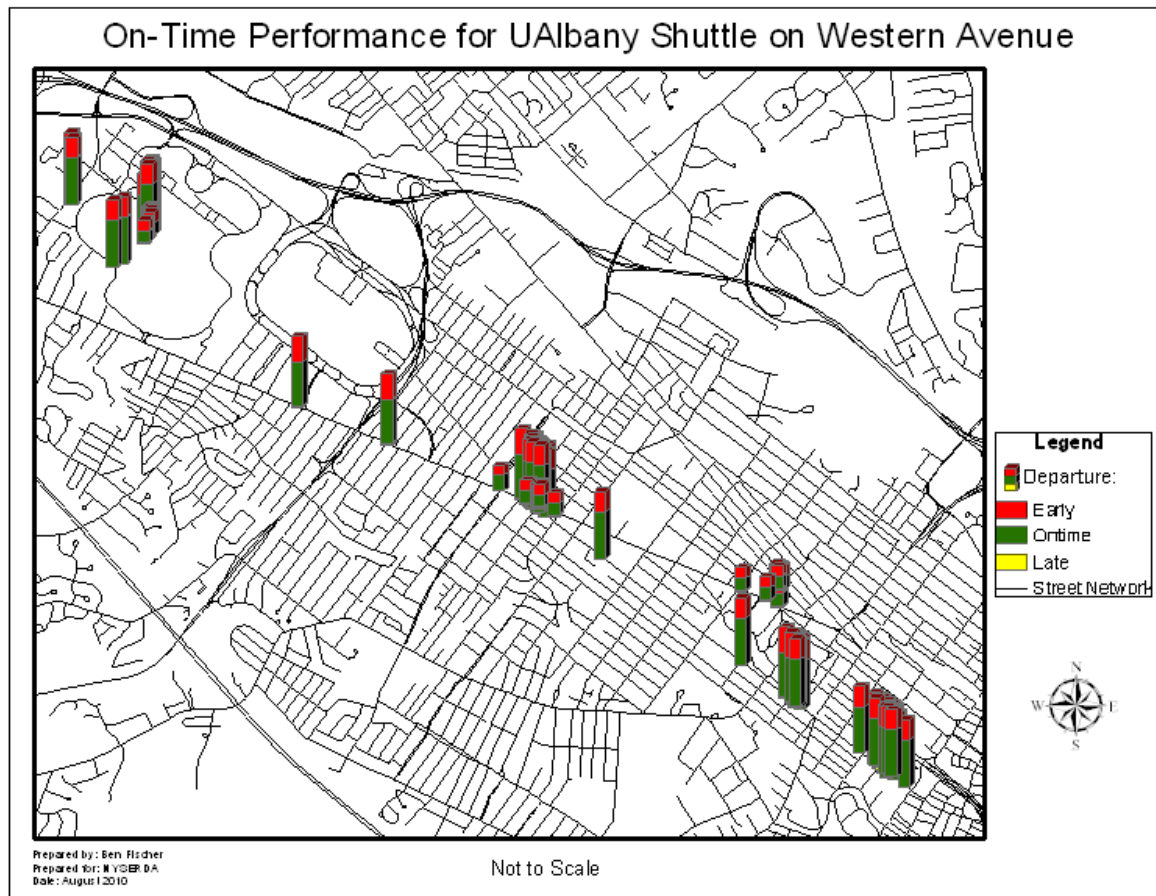 On-Time Performance for UAlbany Shuttle on Western Avenue
Legend
Departure:
Early
Ontime
Late
Street Network
N
W E
S
Prepared by: Ben Fischer
Prepared for: NYSERDA
Date: August 2010
Not to Scale